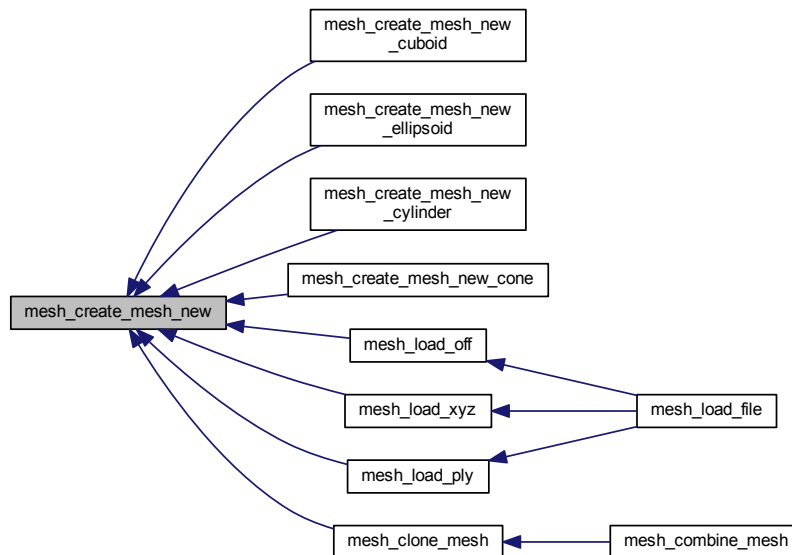 mesh_create_mesh_new
_cuboid
mesh_create_mesh_new
_ellipsoid
mesh_create_mesh_new
_cylinder
mesh_create_mesh_new_cone
mesh_create_mesh_new
mesh_load_off
mesh_load_xyz
mesh_load_file
mesh_load_ply
mesh_clone_mesh
mesh_combine_mesh